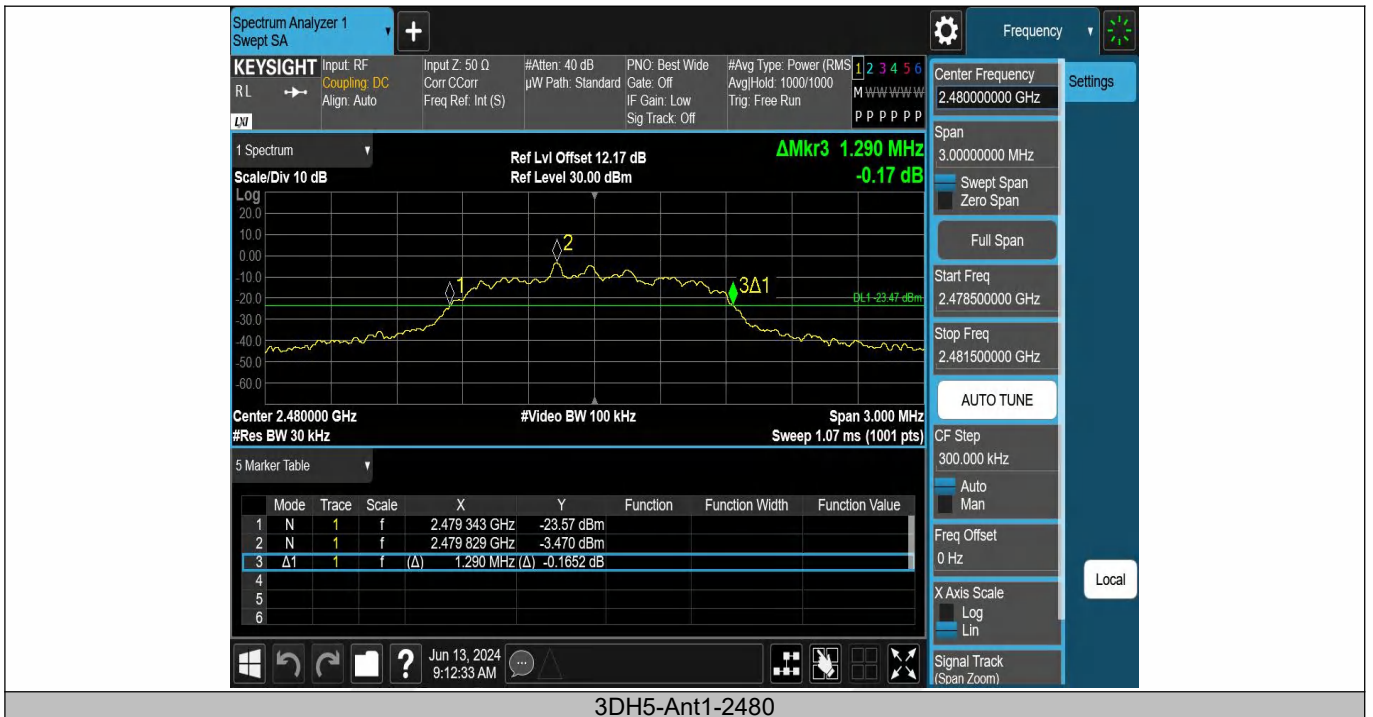 Spectrum Analyzer 1
Swept SA
+
Frequency
KEYSIGHT
RL
LXI
Input: RF
Coupling: DC
Align: Auto
Input Z: 50 Ω
Corr CCorr
Freq Ref: Int (S)
#Atten: 40 dB
µW Path: Standard
PNO: Best Wide
Gate: Off
IF Gain: Low
Sig Track: Off
#Avg Type: Power (RMS
Avg|Hold: 1000/1000
Trig: Free Run
1 2 3 4 5 6
M W W W W W
P P P P P P
1 Spectrum
Scale/Div 10 dB
Ref Lvl Offset 12.17 dB
Ref Level 30.00 dBm
ΔMkr3 1.290 MHz
-0.17 dB
Log
20.0
10.0
0.00
-10.0
-20.0
-30.0
-40.0
-50.0
-60.0
1
2
3Δ1
DL1 -23.47 dBm
Center 2.480000 GHz
#Res BW 30 kHz
#Video BW 100 kHz
Span 3.000 MHz
Sweep 1.07 ms (1001 pts)
5 Marker Table
Mode Trace Scale X Y Function Function Width Function Value
1 N 1 f 2.479 343 GHz -23.57 dBm
2 N 1 f 2.479 829 GHz -3.470 dBm
3 Δ1 1 f (Δ) 1.290 MHz (Δ) -0.1652 dB
4
5
6
?
Jun 13, 2024
9:12:33 AM
Center Frequency
2.480000000 GHz
Settings
Span
3.00000000 MHz
Swept Span
Zero Span
Full Span
Start Freq
2.478500000 GHz
Stop Freq
2.481500000 GHz
AUTO TUNE
CF Step
300.000 kHz
Auto
Man
Freq Offset
0 Hz
Local
X Axis Scale
Log
Lin
Signal Track
(Span Zoom)
3DH5-Ant1-2480